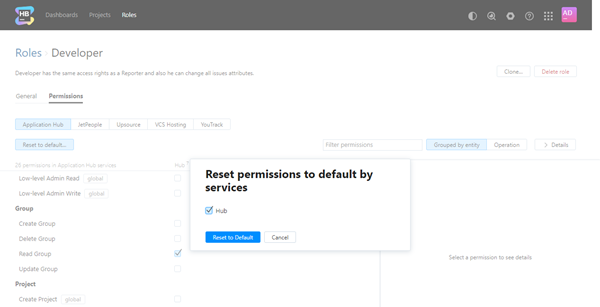 HB
Dashboards Projects Roles
AD
Roles › Developer
Developer has the same access rights as a Reporter and also he can change all issues attributes.
Clone... Delete role
General Permissions
Application Hub JetPeople Upsource VCS Hosting YouTrack
Reset to default... Filter permissions Grouped by entity Operation > Details
permissions in Application Hub services Hub
Low-level Admin Read global
Low-level Admin Write global
Group
Create Group
Delete Group
Read Group
Update Group
Project
Create Project global
Reset permissions to default by
services
Hub
Reset to Default Cancel
Select a permission to see details